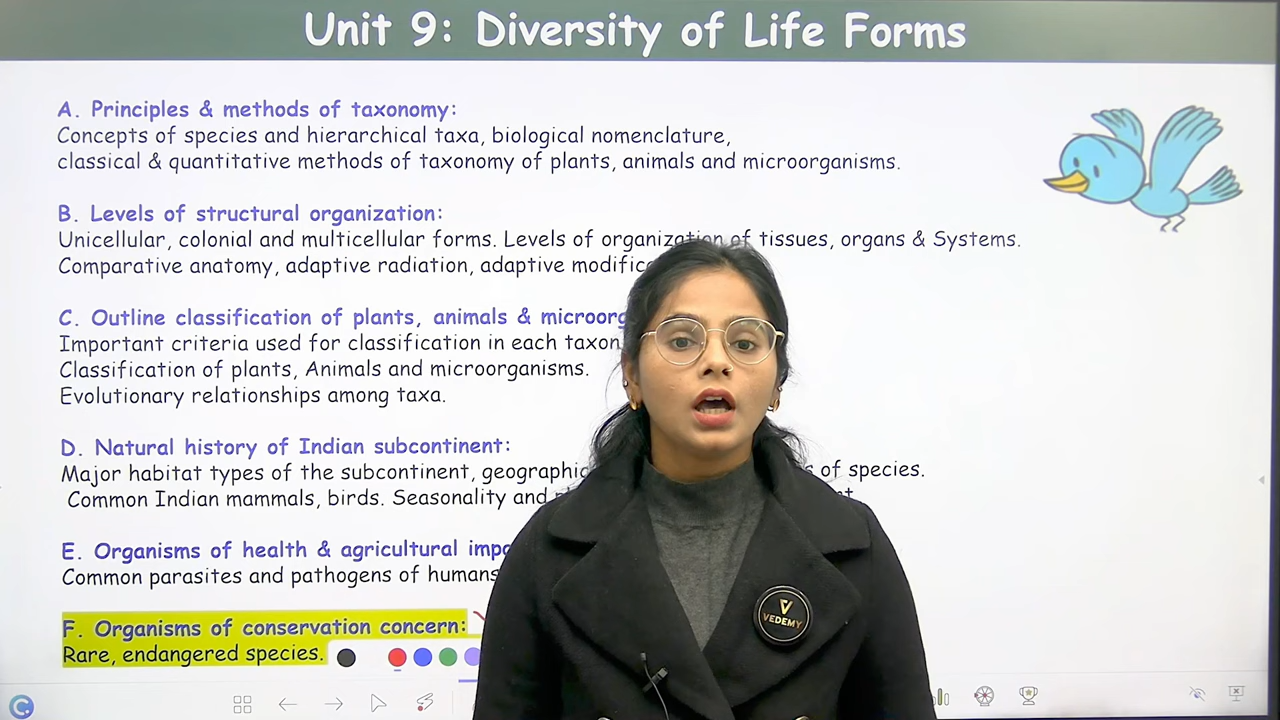 Unit 9: Diversity of Life Forms
A. Principles & methods of taxonomy:
Concepts of species and hierarchical taxa, biological nomenclature,
classical & quantitative methods of taxonomy of plants, animals and microorganisms.
B. Levels of structural organization:
Unicellular, colonial and multicellular forms. Levels of organization of tissues, organs & Systems.
Comparative anatomy, adaptive radiation, adaptive modific
C. Outline classification of plants, animals & microorg
Important criteria used for classification in each taxon
Classification of plants, Animals and microorganisms.
Evolutionary relationships among taxa.
D. Natural history of Indian subcontinent:
Major habitat types of the subcontinent, geographic of species.
Common Indian mammals, birds. Seasonality and
E. Organisms of health & agricultural impo
Common parasites and pathogens of humans
F. Organisms of conservation concern:
Rare, endangered species.
VEDEMY